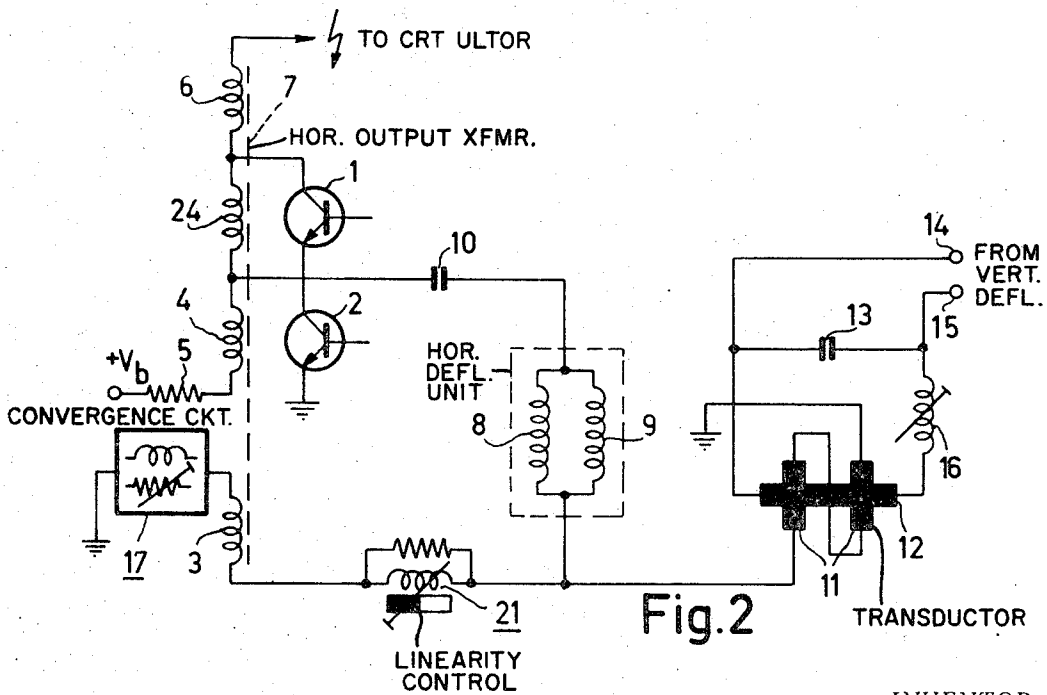 TO CRT ULTOR
6
7
HOR. OUTPUT XFMR.
1
24
10
14
FROM
VERT.
DEFL.
15
4
2
13
+Vb
5
HOR.
DEFL.
UNIT
CONVERGENCE CKT.
8
9
16
17
3
11
12
21
Fig.2
TRANSDUCTOR
LINEARITY
CONTROL